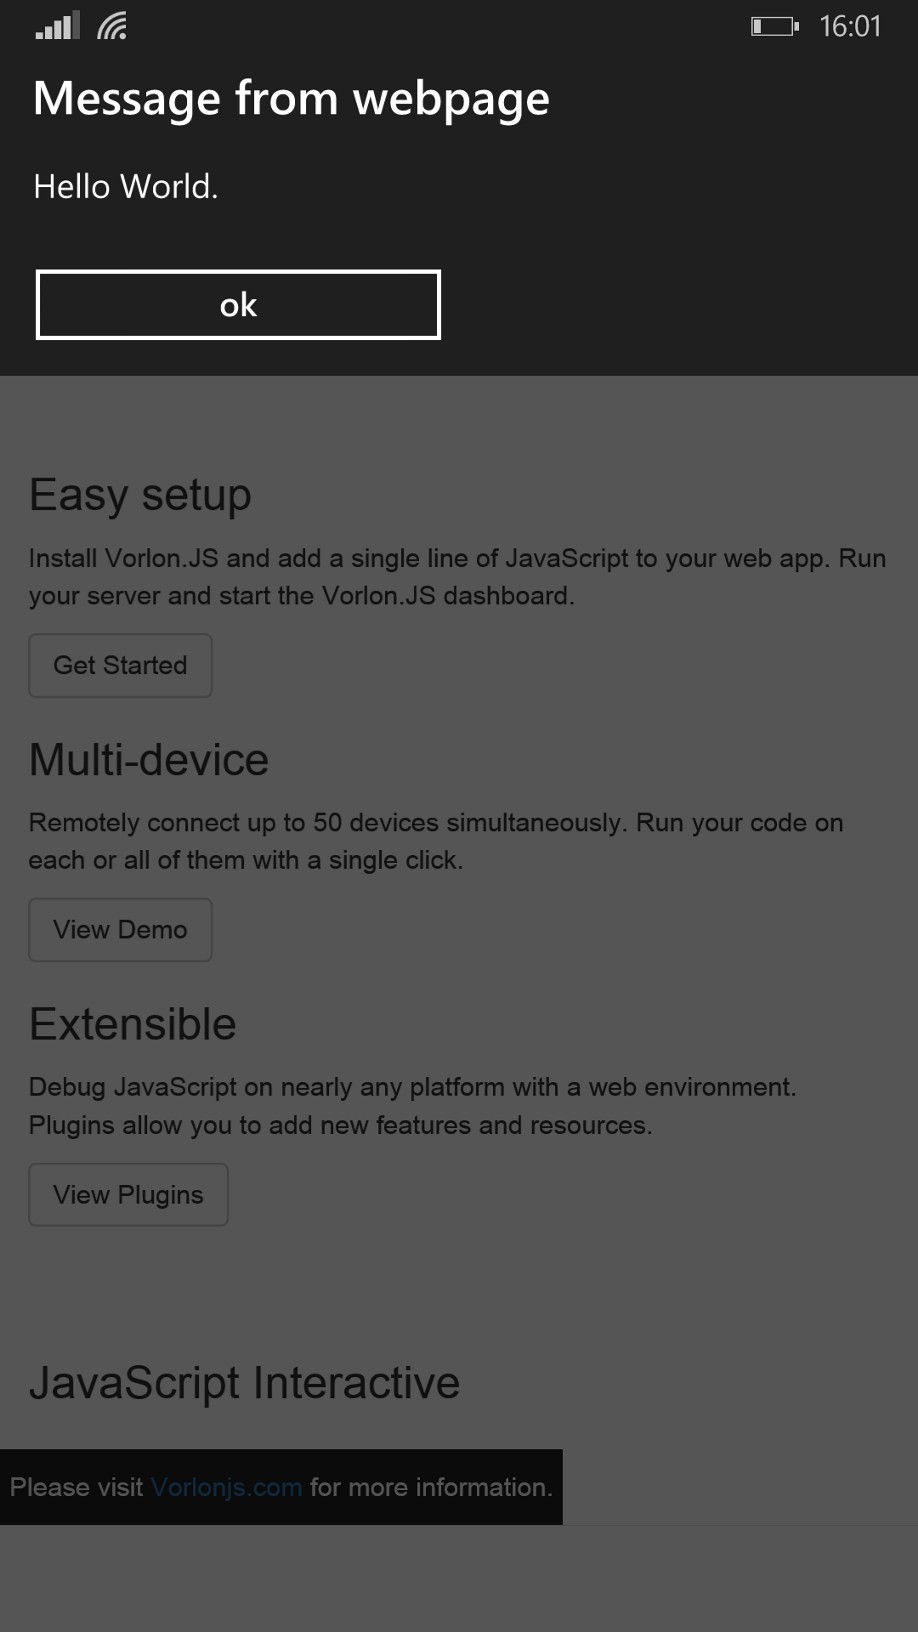 16:01
Message from webpage
Hello World.
ok
Easy setup
Install Vorlon.JS and add a single line of JavaScript to your web app. Run
your server and start the Vorlon.JS dashboard.
Get Started
Multi-device
Remotely connect up to 50 devices simultaneously. Run your code on
each or all of them with a single click.
View Demo
Extensible
Debug JavaScript on nearly any platform with a web environment.
Plugins allow you to add new features and resources.
View Plugins
JavaScript Interactive
Please visit Vorlonjs.com for more information.